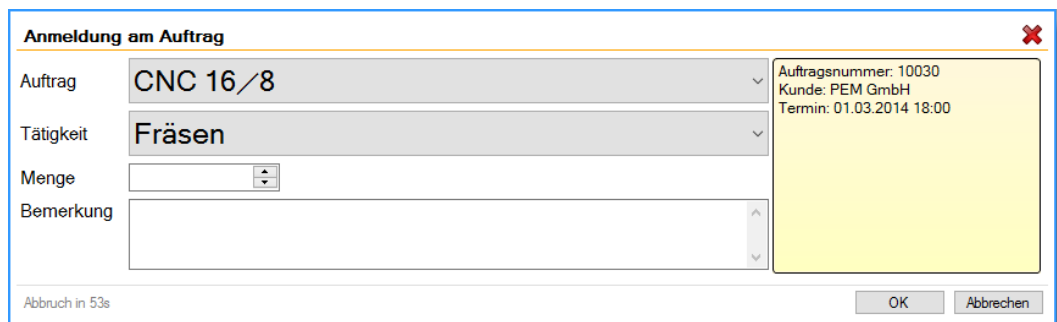 Anmeldung am Auftrag
Auftrag
CNC 16／8
Auftragsnummer: 10030
Kunde: PEM GmbH
Termin: 01.03.2014 18:00
Tätigkeit
Fräsen
Menge
Bemerkung
Abbruch in 53s
OK
Abbrechen